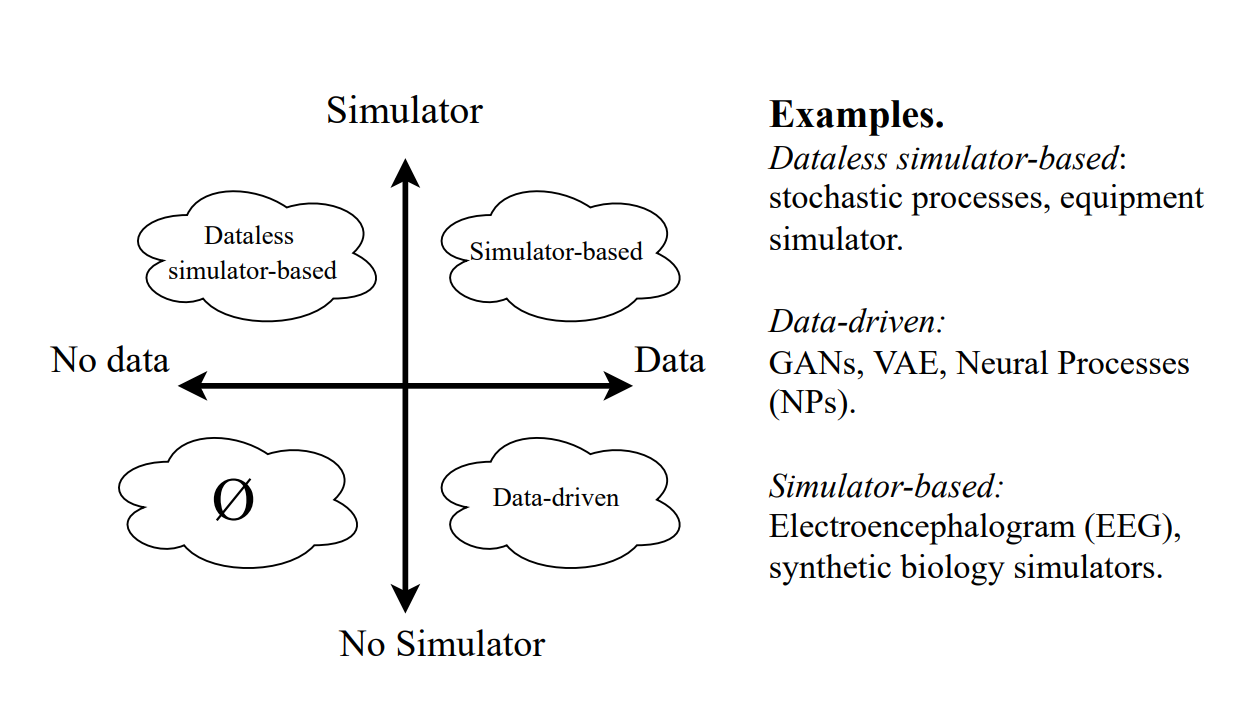 Simulator
Dataless
simulator-based
Simulator-based
No data
Data
Ø
Data-driven
No Simulator
Examples.
Dataless simulator-based:
stochastic processes, equipment
simulator.
Data-driven:
GANs, VAE, Neural Processes
(NPs).
Simulator-based:
Electroencephalogram (EEG),
synthetic biology simulators.